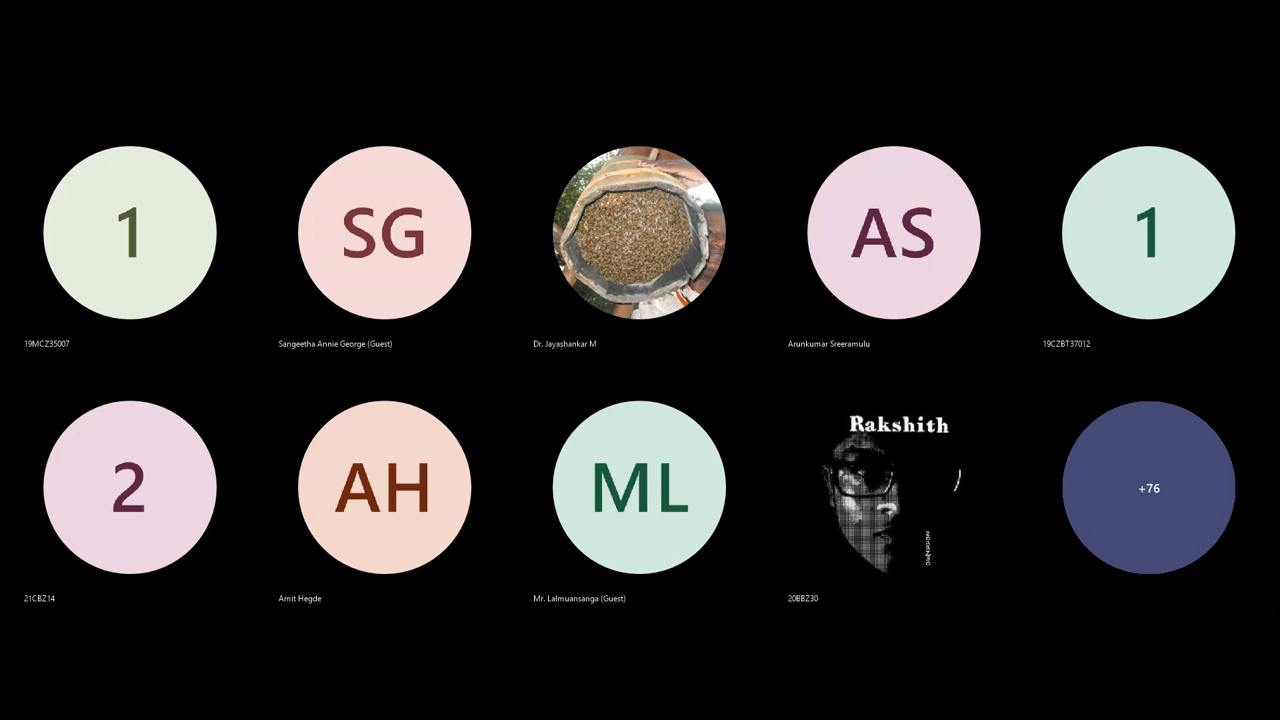 1
SG
AS
1
19MCZ35007
Sangeetha Annie George (Guest)
Dr. Jayashankar M
Arunkumar Sreeramulu
19CZBT37012
2
AH
ML
Rakshith
+76
21CBZ14
Amit Hegde
Mr. Lalmuansanga (Guest)
20BBZ30